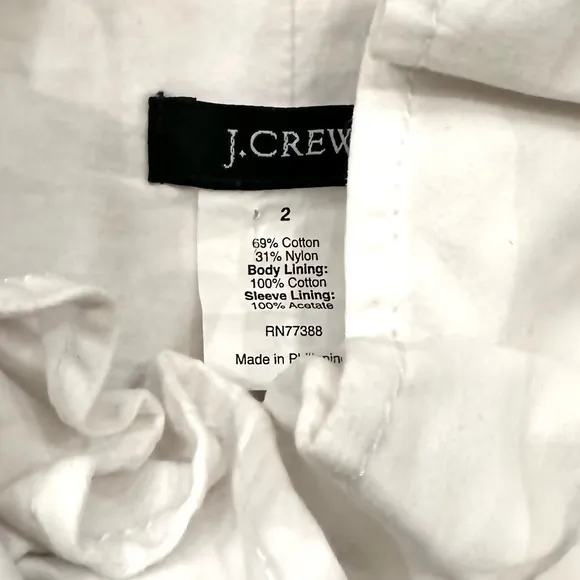 J.CREW
2
69% Cotton
31% Nylon
Body Lining:
100% Cotton
Sleeve Lining:
100% Acetate
RN77388
Made in